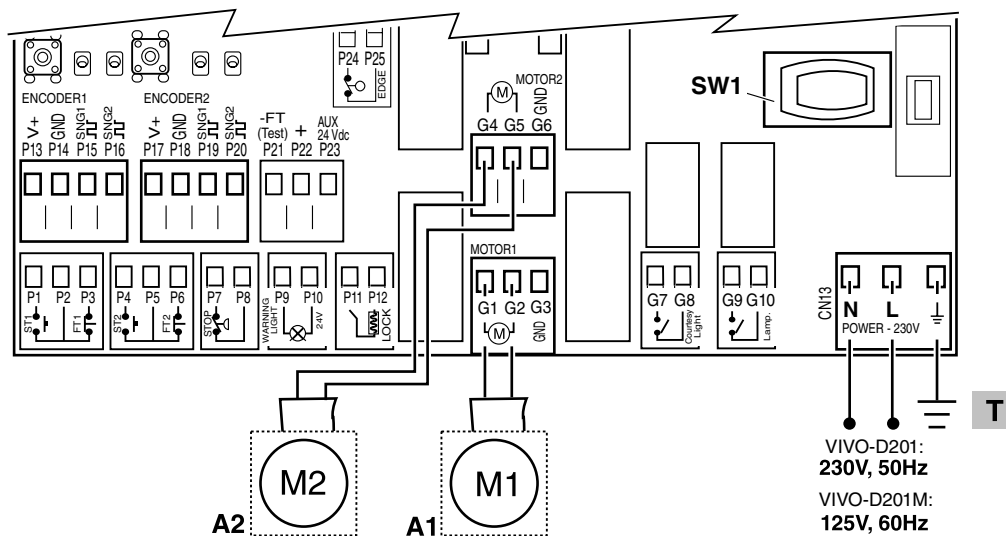 P24 P25
EDGE
MOTOR2
M
GND
G4 G5 G6
SW1
ENCODER1
V+ GND SNG1 SNG2
P13 P14 P15 P16
ENCODER2
V+ GND SNG1 SNG2
P17 P18 P19 P20
-FT
(Test)
+
AUX
24 Vdc
P21 P22 P23
MOTOR1
G1 G2 G3
M
GND
P1 P2 P3
ST1 FT1
P4 P5 P6
ST2 FT2
P7 P8
STOP
P9 P10
WARNING
LIGHT
24V
P11 P12
LOCK
G7 G8
Courtesy
Light
G9 G10
Lamp.
CN13
N L
POWER - 230V
T
M2
A2
M1
A1
VIVO-D201:
230V, 50Hz
VIVO-D201M:
125V, 60Hz